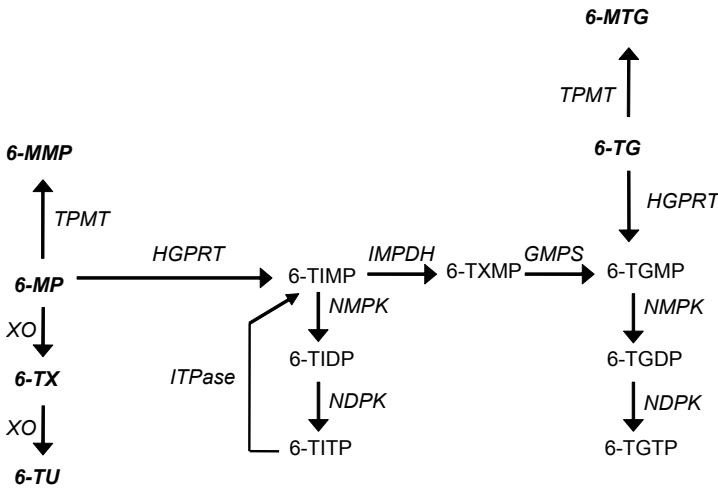 6-MTG
TPMT
6-MMP
6-TG
TPMT
HGPRT
HGPRT
IMPDH
GMPS
6-MP
6-TIMP
6-TXMP
6-TGMP
XO
NMPK
NMPK
6-TX
ITPase
6-TIDP
6-TGDP
XO
NDPK
NDPK
6-TU
6-TITP
6-TGTP